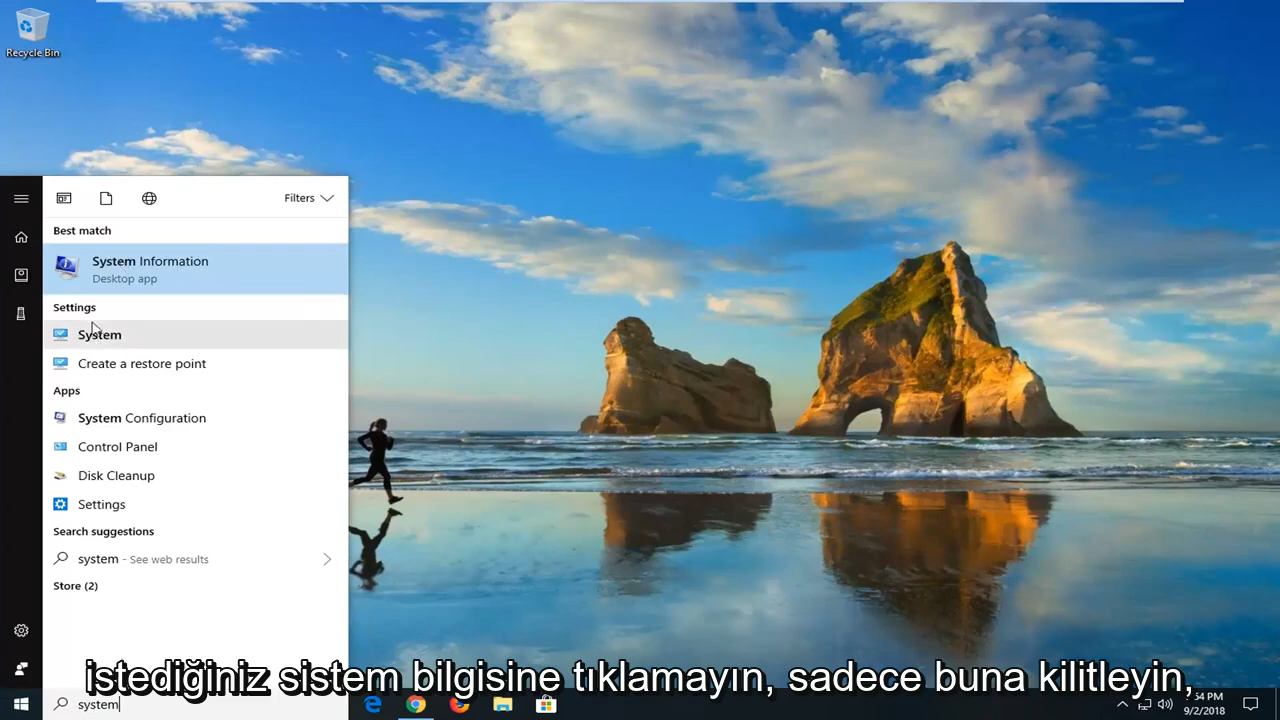 Recycle Bin
Filters
Best match
System Information
Desktop app
Settings
System
Create a restore point
Apps
System Configuration
Control Panel
Disk Cleanup
Settings
Search suggestions
system - See web results
Store (2)
istediğiniz sistem bilgisine tıklamayın, sadece buna kilitleyin,
system
54 PM
9/2/2018